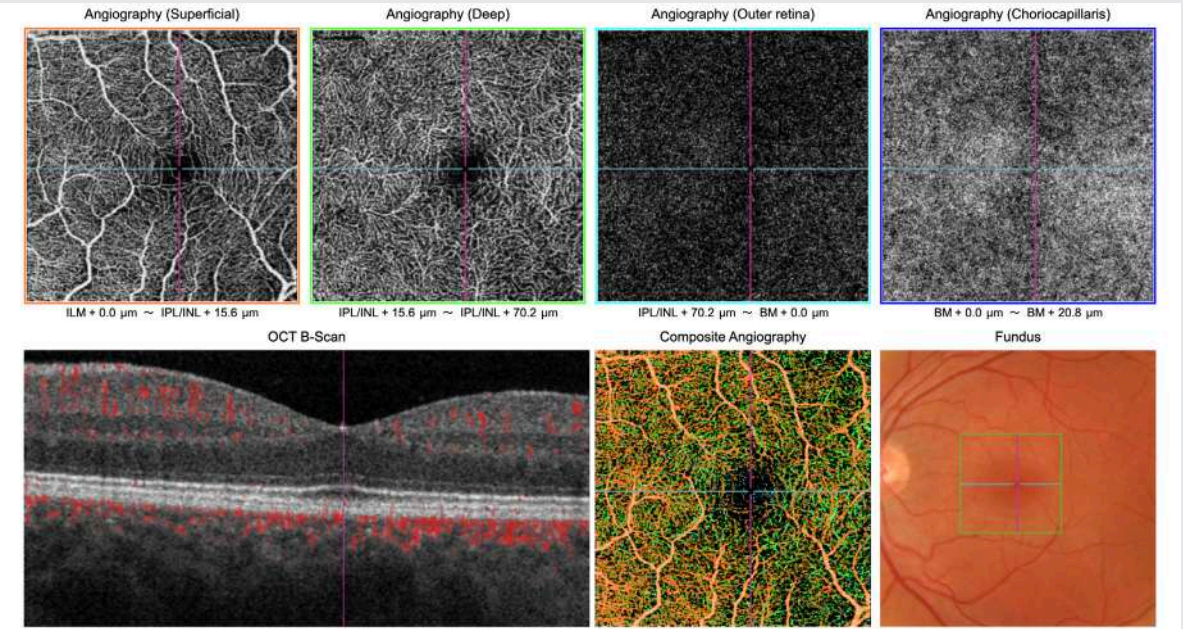 Angiography (Superficial)
Angiography (Deep)
Angiography (Outer retina)
Angiography (Choriocapillaris)
ILM + 0.0 µm ~ IPL/INL + 15.6 µm
IPL/INL + 15.6 µm ~ IPL/INL + 70.2 µm
IPL/INL + 70.2 µm ~ BM + 0.0 µm
BM + 0.0 µm ~ BM + 20.8 µm
OCT B-Scan
Composite Angiography
Fundus